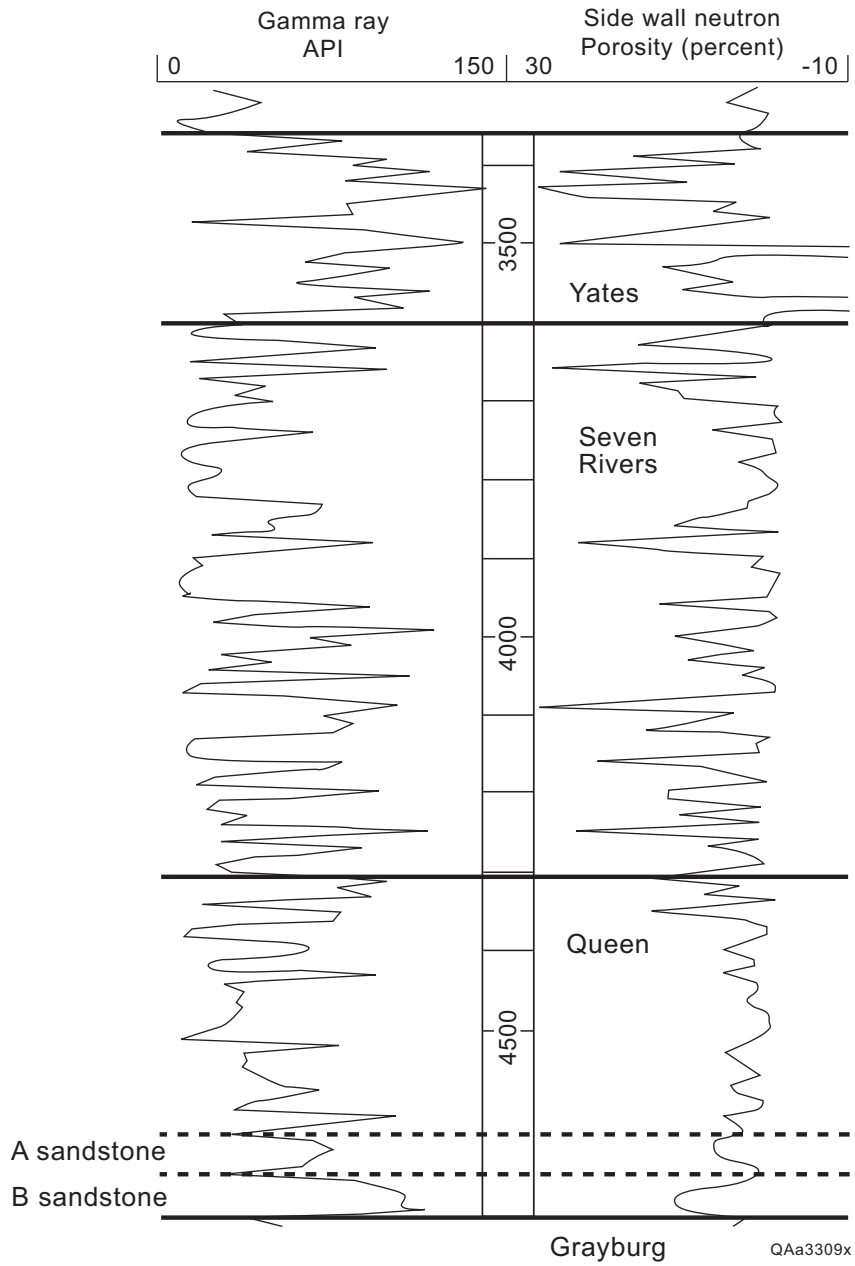 Gamma ray
API
Side wall neutron
Porosity (percent)
0
150
30
-10
3500
Yates
Seven
Rivers
4000
Queen
4500
A sandstone
B sandstone
Grayburg
QAa3309x